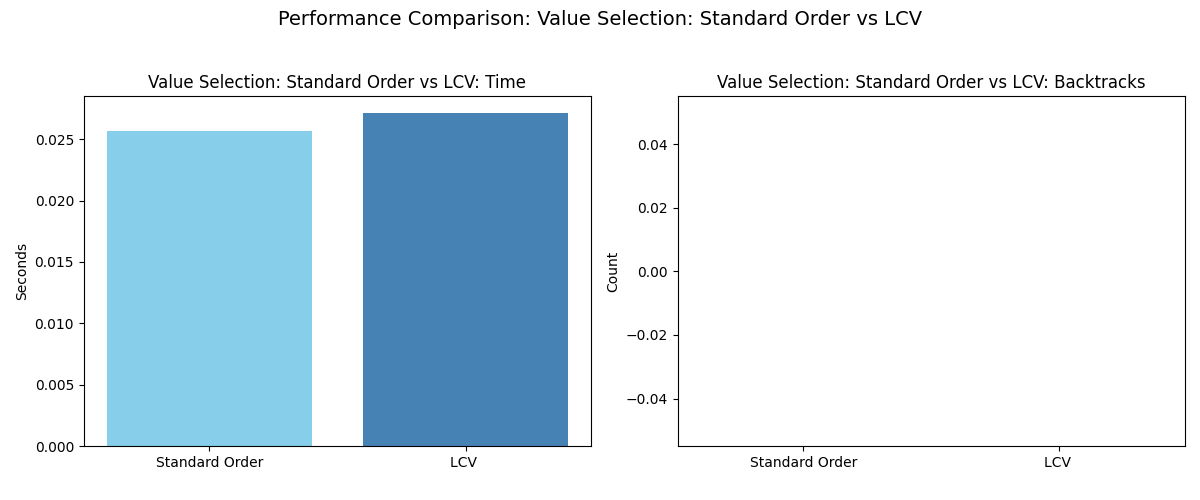 Performance Comparison: Value Selection: Standard Order vs LCV
Value Selection: Standard Order vs LCV: Time
0.025
0.020
0.015
0.010
0.005
0.000
Seconds
Standard Order
LCV
Value Selection: Standard Order vs LCV: Backtracks
0.04
0.02
0.00
−0.02
−0.04
Count
Standard Order
LCV